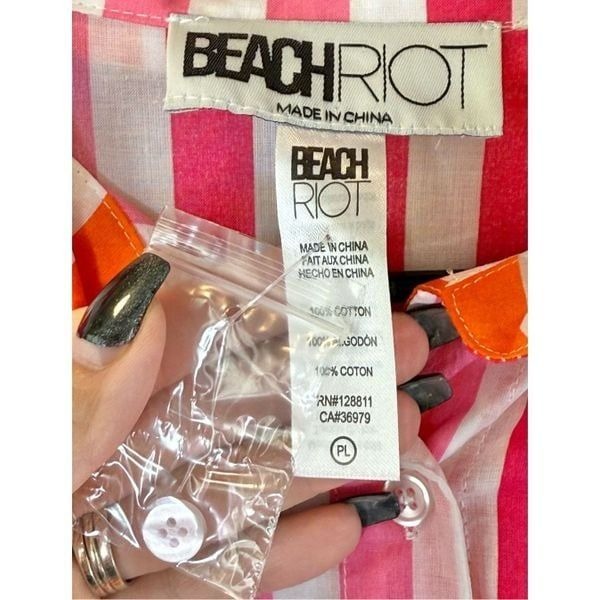 BEACHRIOT
MADE IN CHINA
BEACH
RIOT
MADE IN CHINA
FAIT AUX CHINA
HECHO EN CHINA
100% COTTON
100% ALGODÓN
100% COTON
RN#128811
CA#36979
PL